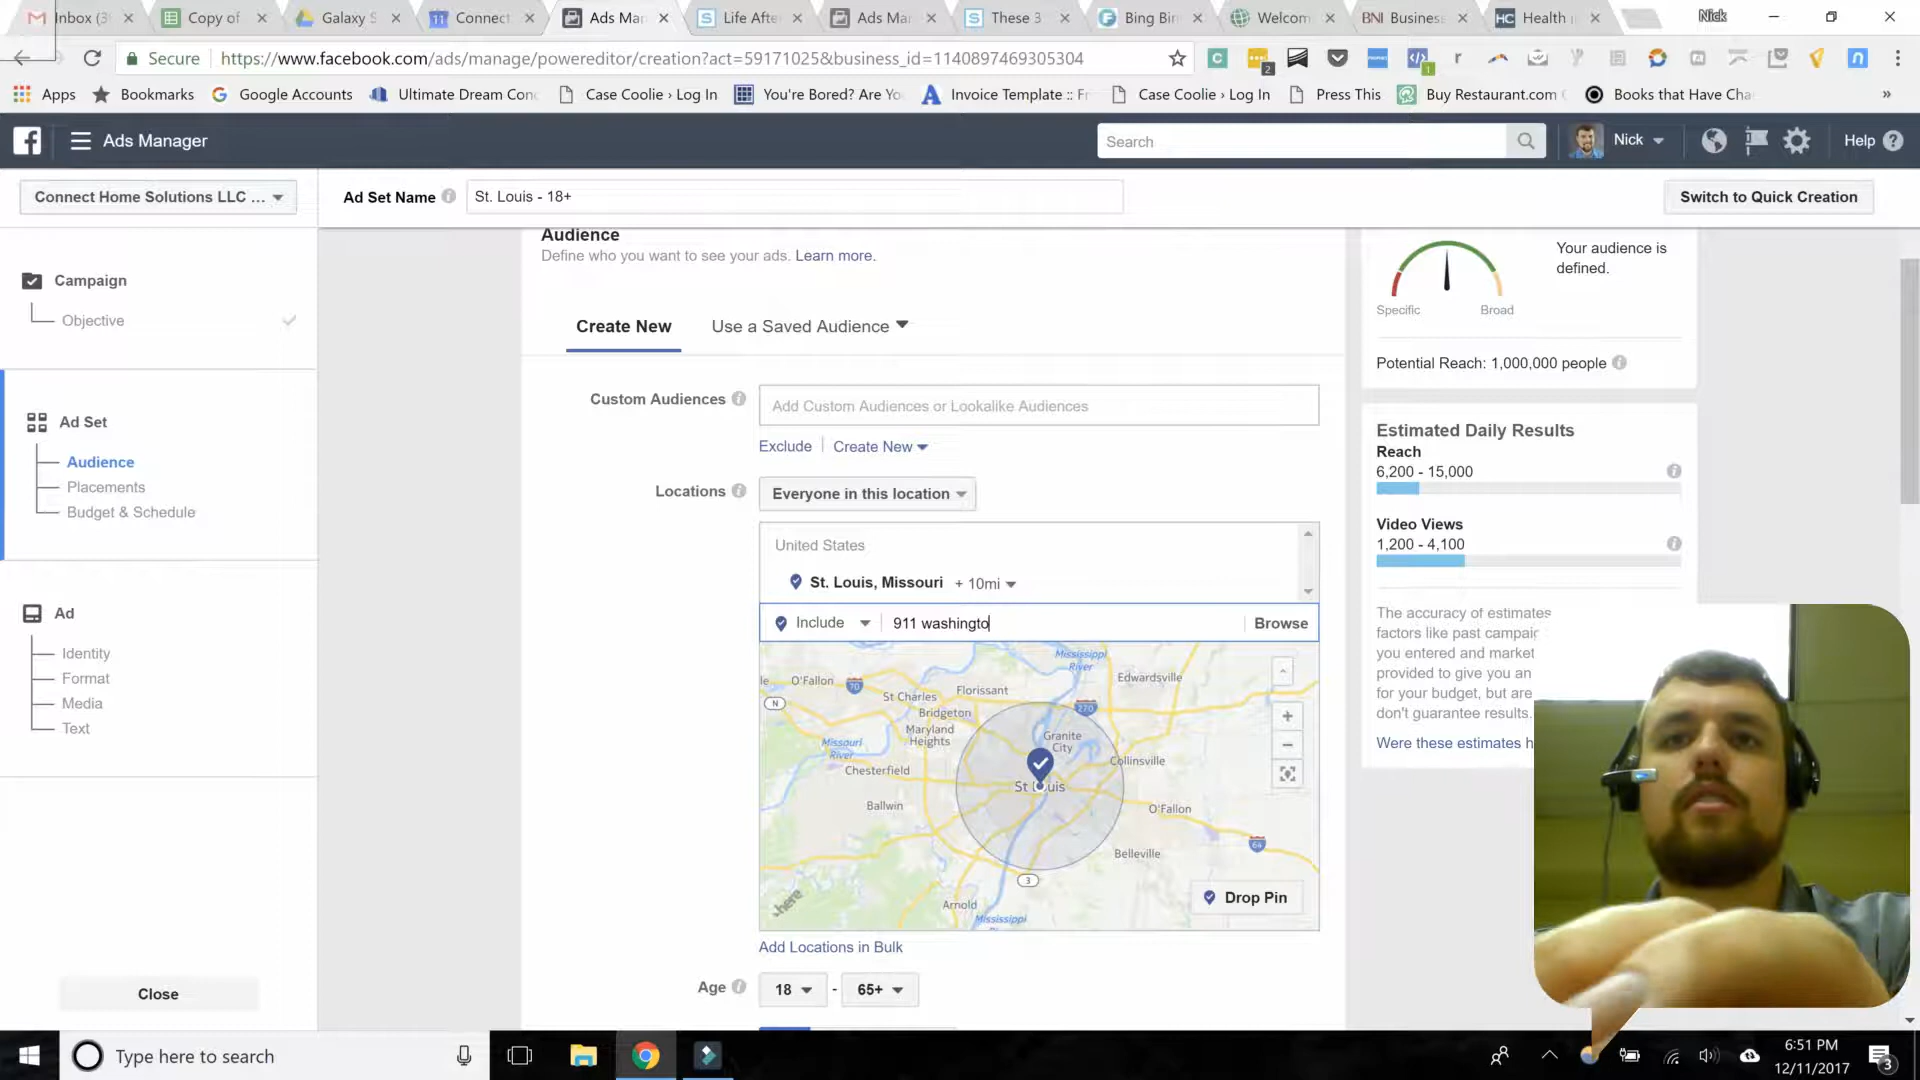 Inbox (3
Copy of
Galaxy S
Connect
Ads Mar
Life Afte
Ads Mar
These 3
Bing Bin
Welcom
BNI Business
Health
Nick
Secure
https://www.facebook.com/ads/manage/powereditor/creation?act=59171025&business_id=1140897469305304
Apps
Bookmarks
Google Accounts
Ultimate Dream Con
Case Coolie › Log In
You're Bored? Are Yo
Invoice Template :: Fr
Case Coolie › Log In
Press This
Buy Restaurant.com
Books that Have Cha
»
Ads Manager
Search
Nick
Help
Connect Home Solutions LLC ...
Ad Set Name
St. Louis - 18+
Switch to Quick Creation
Campaign
Objective
Ad Set
Audience
Placements
Budget & Schedule
Ad
Identity
Format
Media
Text
Close
Audience
Define who you want to see your ads. Learn more.
Create New
Use a Saved Audience
Custom Audiences
Add Custom Audiences or Lookalike Audiences
Exclude
Create New
Locations
Everyone in this location
United States
St. Louis, Missouri + 10mi
Include
911 washingto
Browse
Mississippi
River
Edwardsville
O'Fallon
70
St Charles
Florissant
N
Bridgeton
270
Maryland
Heights
Missouri
River
Granite
City
Chesterfield
Collinsville
St Louis
Ballwin
O'Fallon
64
Belleville
3
Arnold
Mississippi
here
Drop Pin
Add Locations in Bulk
Age
18
-
65+
Specific
Broad
Your audience is
defined.
Potential Reach: 1,000,000 people
Estimated Daily Results
Reach
6,200 - 15,000
Video Views
1,200 - 4,100
The accuracy of estimates
factors like past campaig
you entered and market
provided to give you an
for your budget, but are
don't guarantee results.
Were these estimates h
Type here to search
6:51 PM
12/11/2017
3